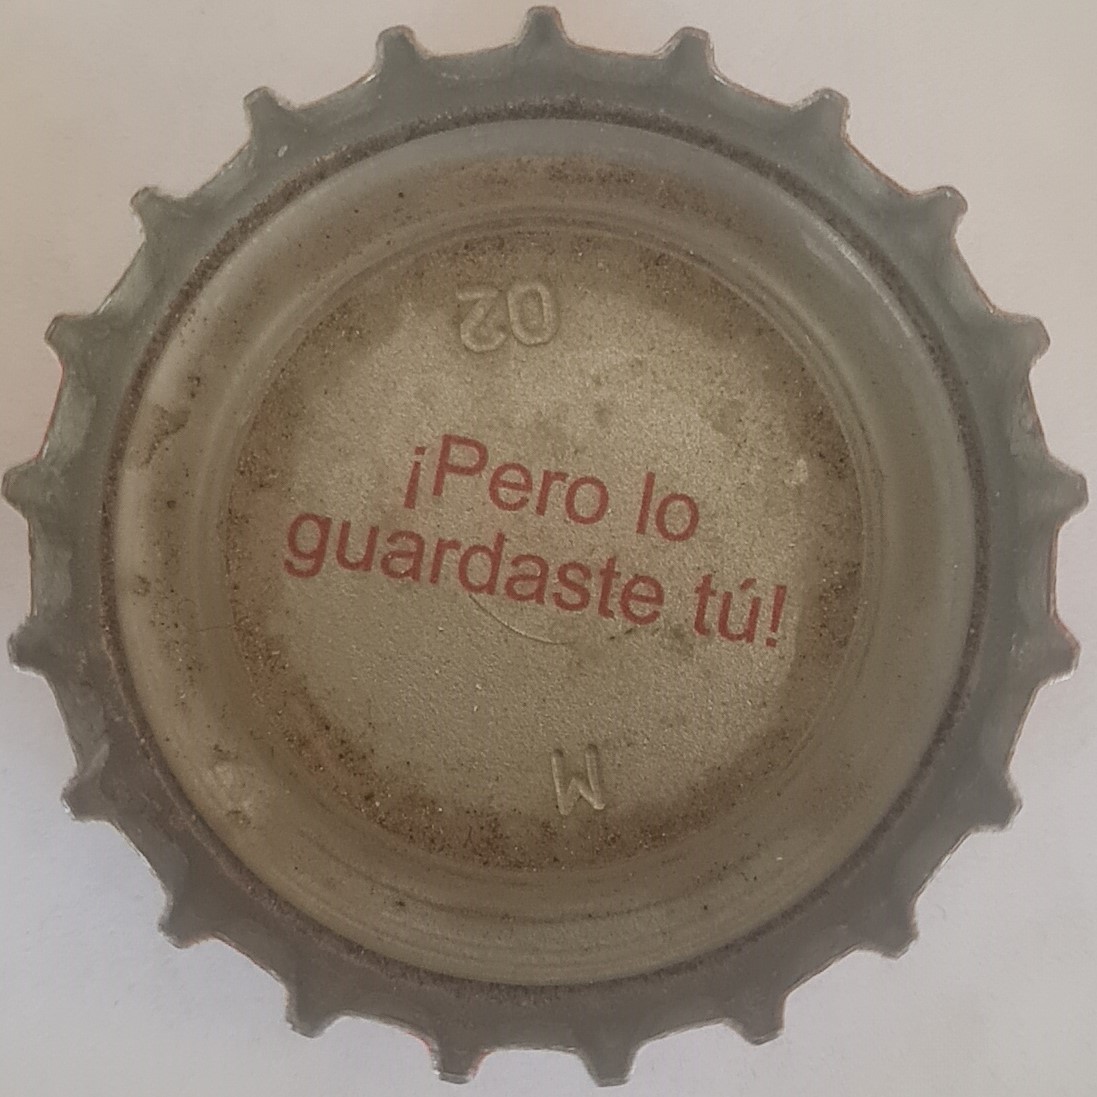 02
¡Pero lo
guardaste tú!
M